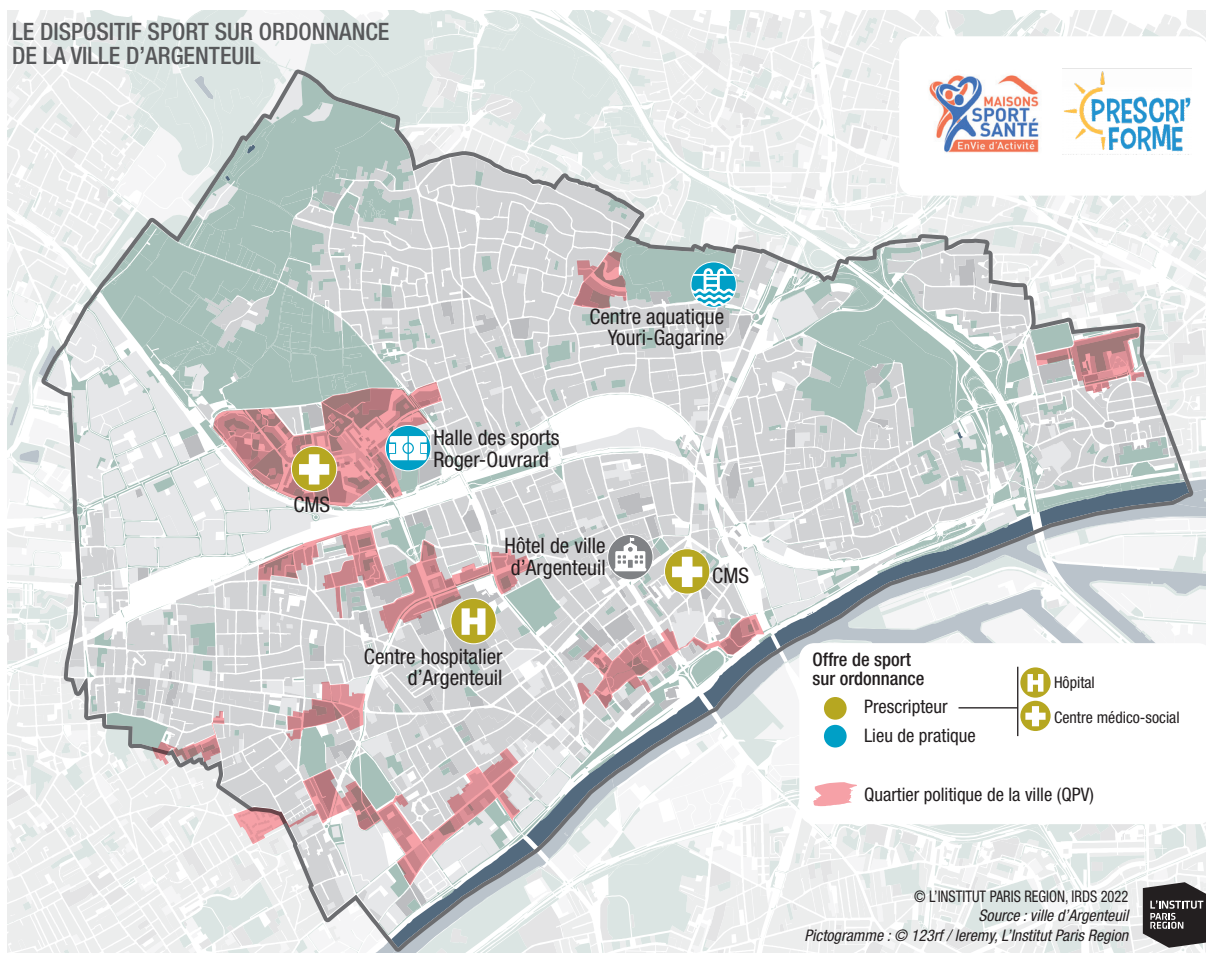 LE DISPOSITIF SPORT SUR ORDONNANCE
DE LA VILLE D'ARGENTEUIL
MAISONS
SPORT
SANTÉ
EnVie d'Activité
PRESCRI'
FORME
Centre aquatique
Youri-Gagarine
Halle des sports
Roger-Ouvrard
CMS
Hôtel de ville
d'Argenteuil
CMS
H
Centre hospitalier
d'Argenteuil
Offre de sport
sur ordonnance
Prescripteur
Lieu de pratique
H
Hôpital
Centre médico-social
Quartier politique de la ville (QPV)
© L'INSTITUT PARIS REGION, IRDS 2022
Source : ville d'Argenteuil
Pictogramme : © 123rf / leremy, L'Institut Paris Region
L'INSTITUT
PARIS
REGION